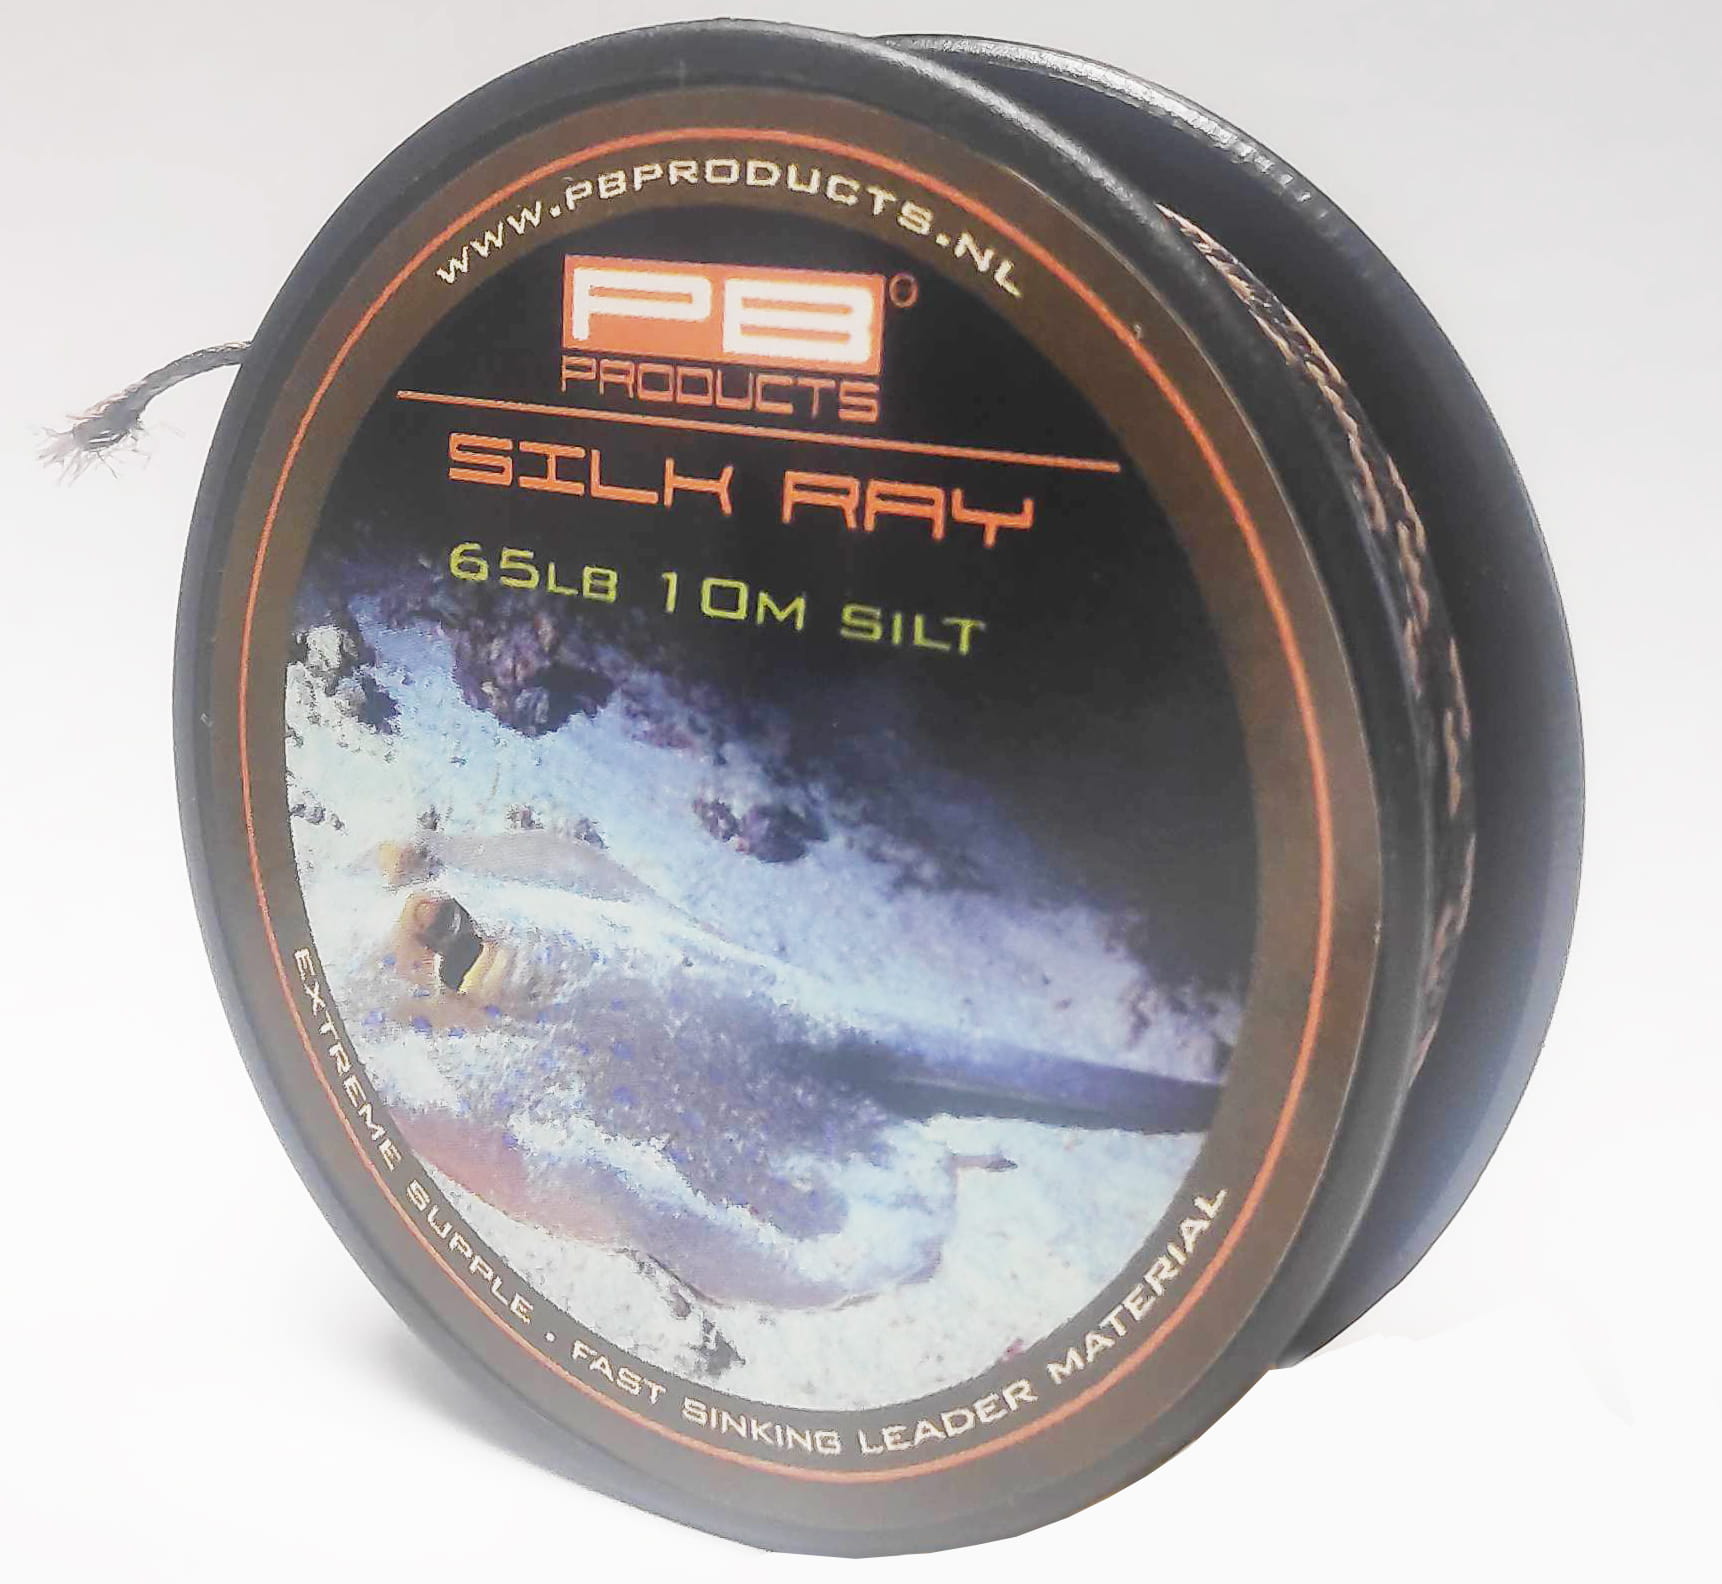 WWW.PBPRODUCTS.NL
PB
PRODUCTS
SILK RAY
65LB 10M SILT
EXTREME SUPPLE . FAST SINKING LEADER MATERIAL